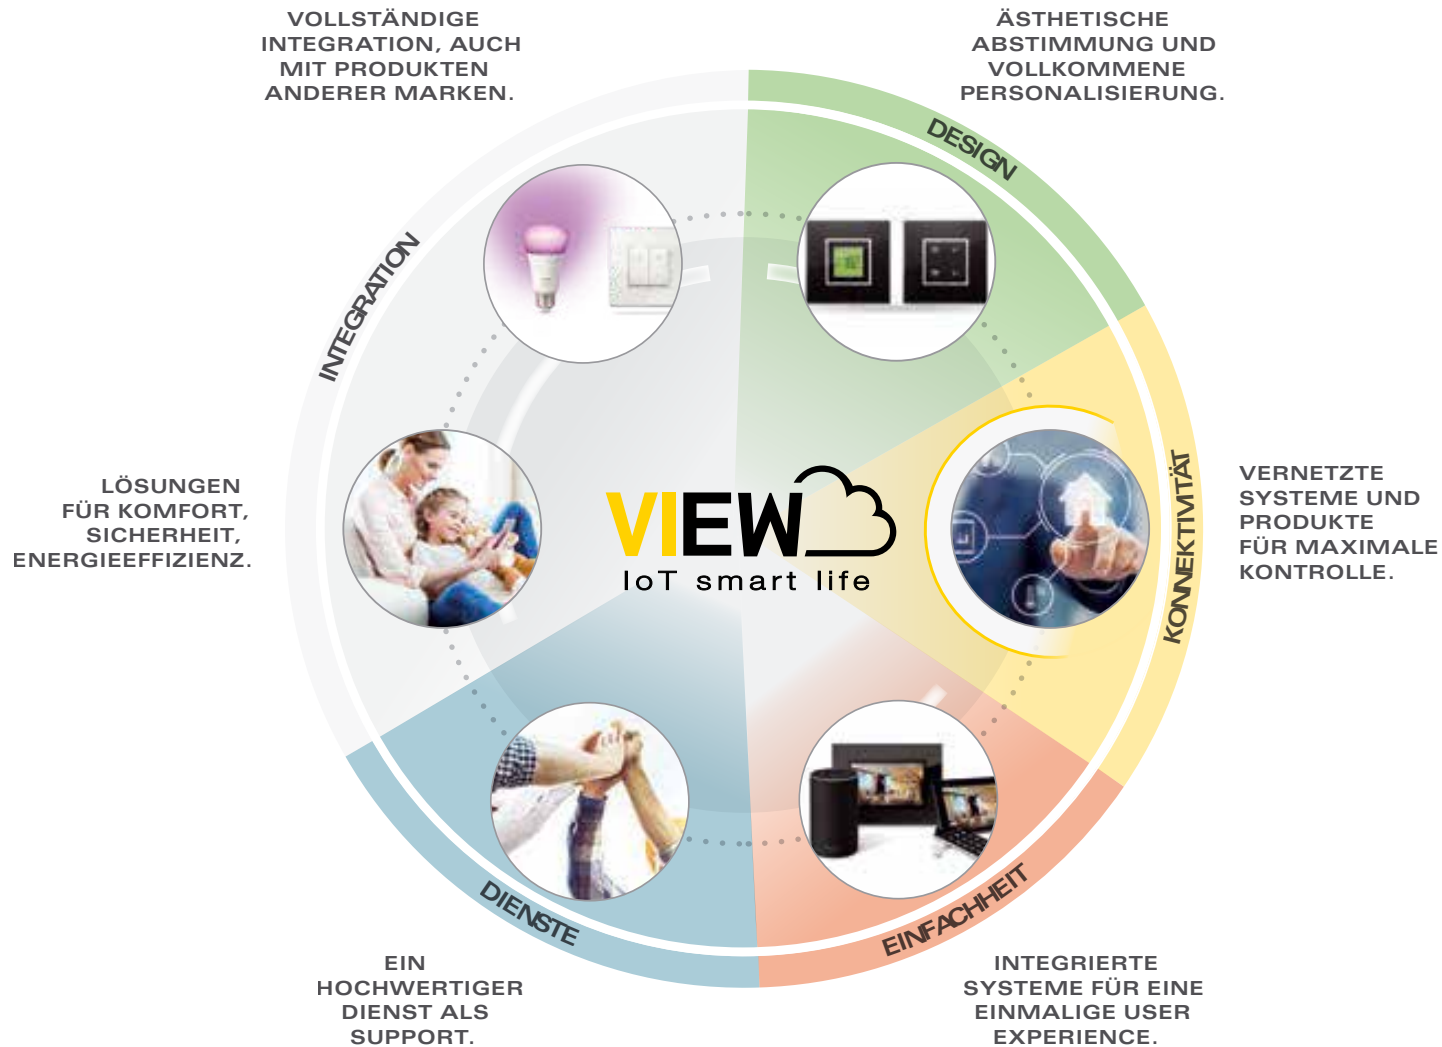 VOLLSTÄNDIGE
INTEGRATION, AUCH
MIT PRODUKTEN
ANDERER MARKEN.
ÄSTHETISCHE
ABSTIMMUNG UND
VOLLKOMMENE
PERSONALISIERUNG.
DESIGN
INTEGRATION
LÖSUNGEN
FÜR KOMFORT,
SICHERHEIT,
ENERGIEEFFIZIENZ.
VIEW
IoT smart life
KONNEKTIVITÄT
VERNETZTE
SYSTEME UND
PRODUKTE
FÜR MAXIMALE
KONTROLLE.
DIENSTE
EINFACHHEIT
EIN
HOCHWERTIGER
DIENST ALS
SUPPORT.
INTEGRIERTE
SYSTEME FÜR EINE
EINMALIGE USER
EXPERIENCE.